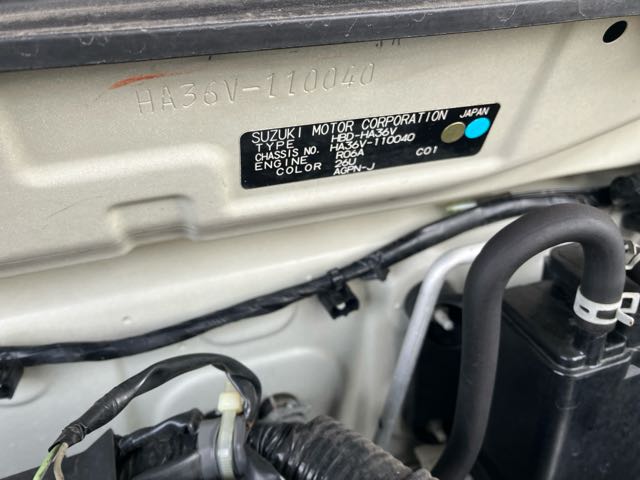 HA36V-110040
SUZUKI MOTOR CORPORATION JAPAN
TYPE HBD-HA36V
CHASSIS NO. HA36V-110040
ENGINE R06A
COLOR 26U C01
AGPN-J